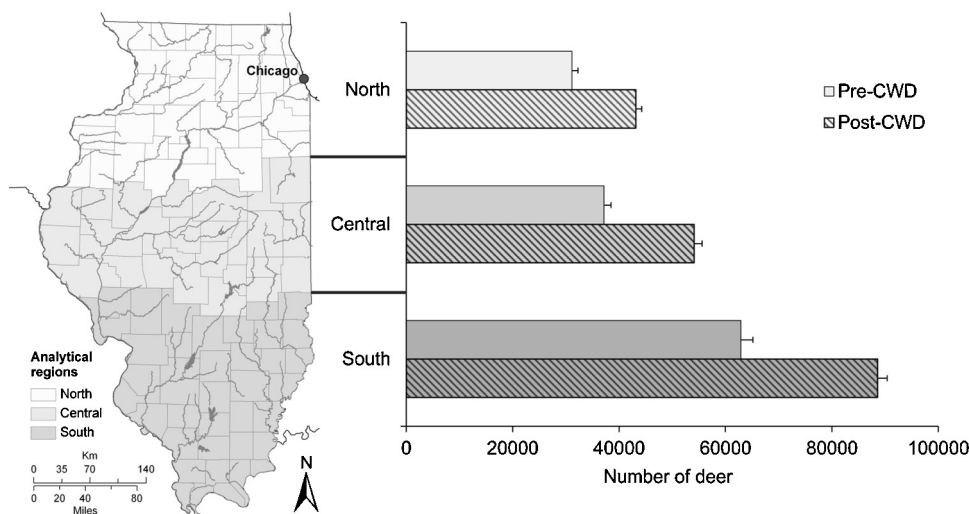 Chicago
Analytical
regions
North
Central
South
Km
0 35 70 140
0 20 40 80
Miles
N
North
Central
South
Pre-CWD
Post-CWD
0 20000 40000 60000 80000 100000
Number of deer